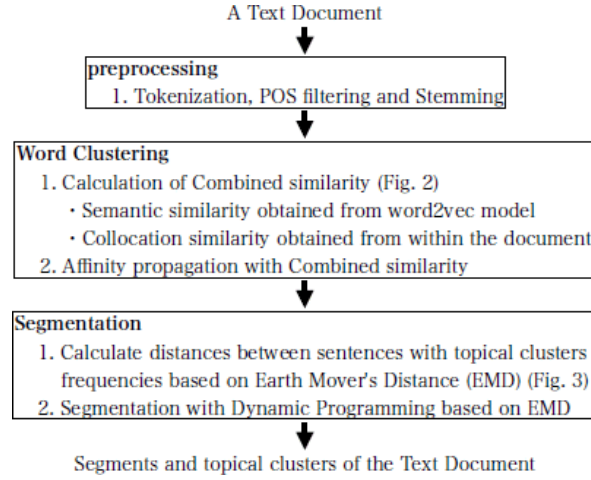 A Text Document
preprocessing
1. Tokenization, POS filtering and Stemming
Word Clustering
1. Calculation of Combined similarity (Fig. 2)
・Semantic similarity obtained from word2vec model
・Collocation similarity obtained from within the document
2. Affinity propagation with Combined similarity
Segmentation
1. Calculate distances between sentences with topical clusters
frequencies based on Earth Mover's Distance (EMD) (Fig. 3)
2. Segmentation with Dynamic Programming based on EMD
Segments and topical clusters of the Text Document